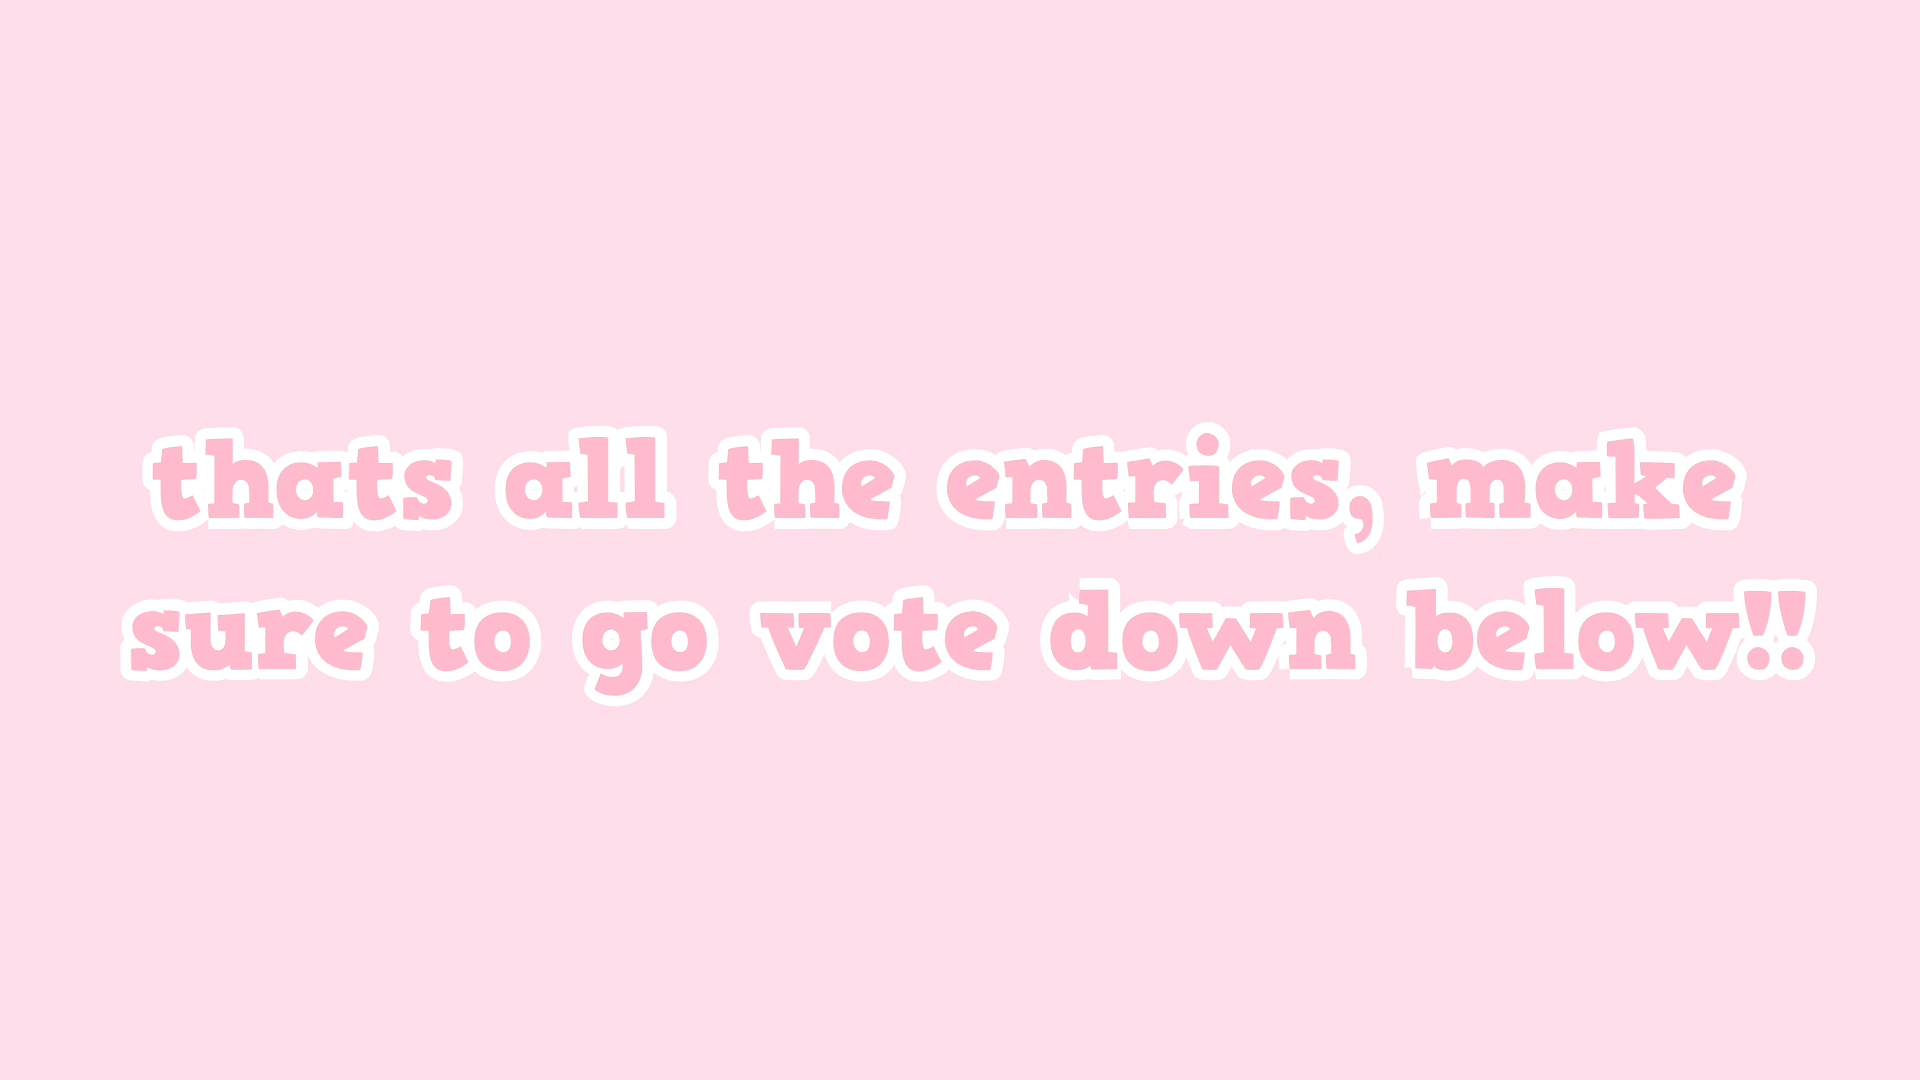 thats all the entries, make
sure to go vote down below!!